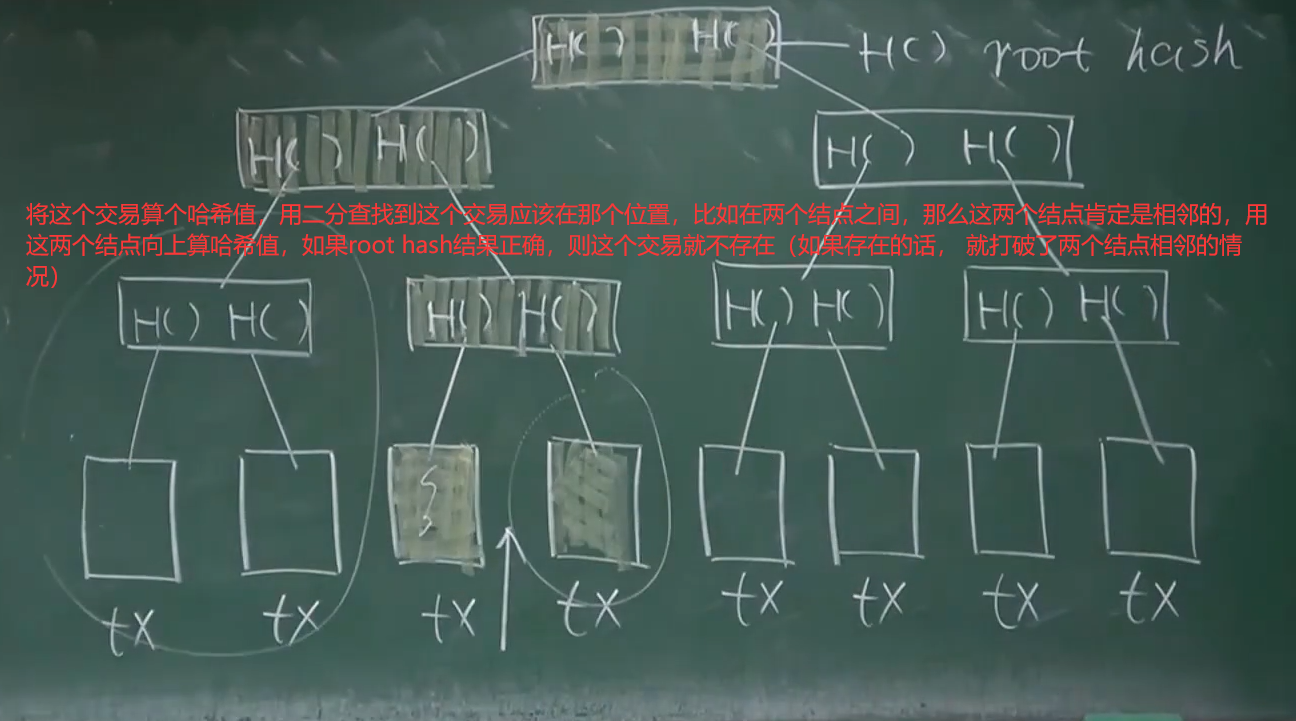 H( ) H( ) H( ) root hash
H( ) H( ) H( ) H( )
将这个交易算个哈希值，用二分查找到这个交易应该在那个位置，比如在两个结点之间，那么这两个结点肯定是相邻的，用
这两个结点向上算哈希值，如果root hash结果正确，则这个交易就不存在（如果存在的话， 就打破了两个结点相邻的情
况）
H( ) H( ) H( ) H( ) H( ) H( ) H( ) H( )
tx tx tx tx tx tx tx tx